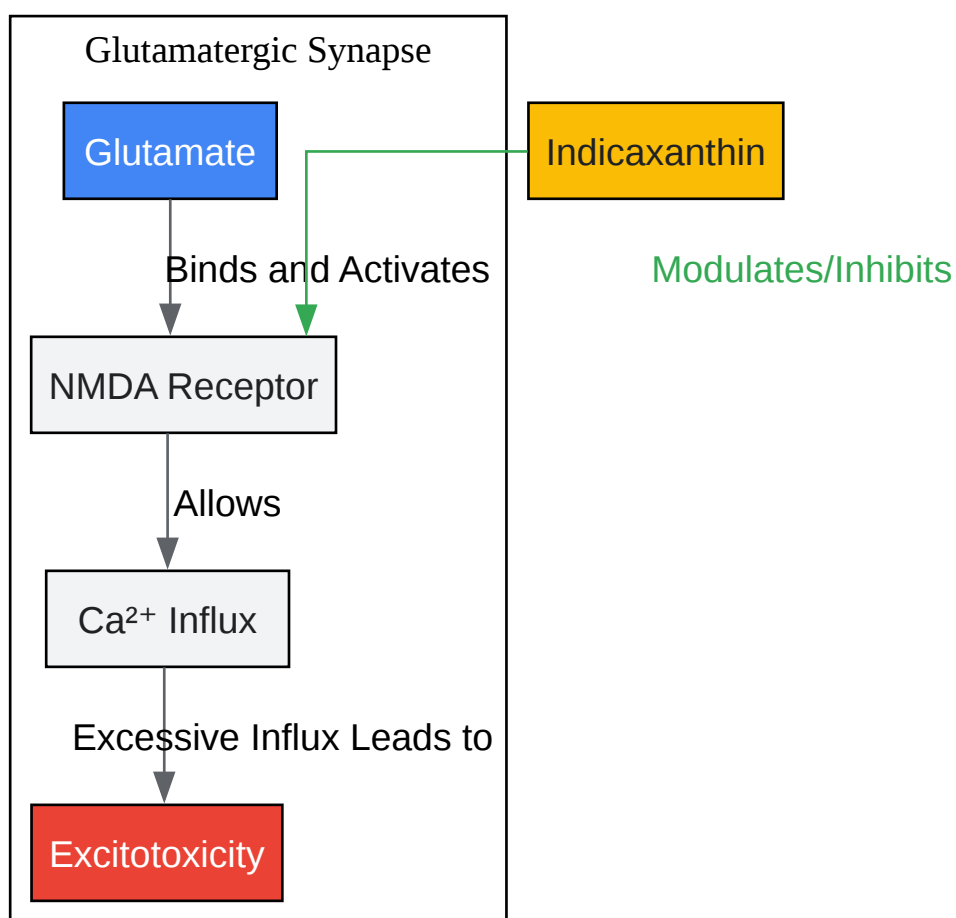 Glutamatergic Synapse
Glutamate
Indicaxanthin
Binds and Activates
Modulates/Inhibits
NMDA Receptor
Allows
Ca²⁺ Influx
Excessive Influx Leads to
Excitotoxicity